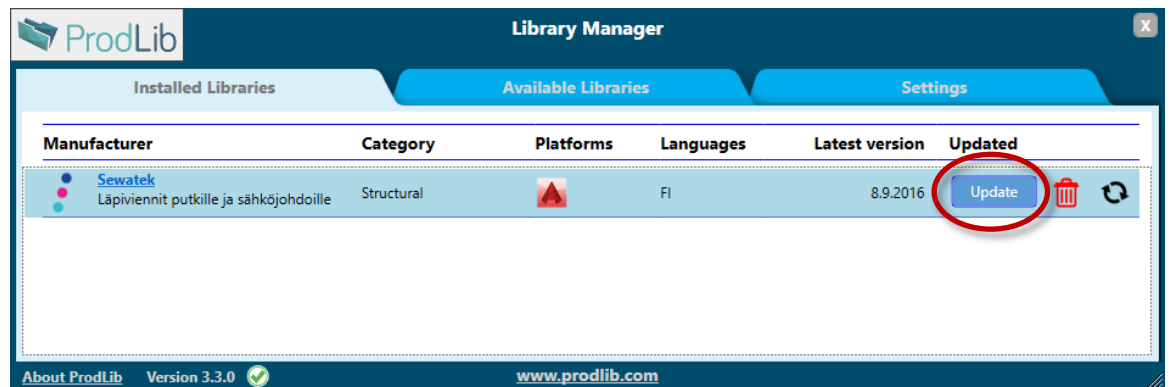 ProdLib
Library Manager
X
Installed Libraries Available Libraries Settings
Manufacturer Category Platforms Languages Latest version Updated
Sewatek
Läpiviennit putkille ja sähköjohdoille Structural FI 8.9.2016 Update
About ProdLib Version 3.3.0 www.prodlib.com